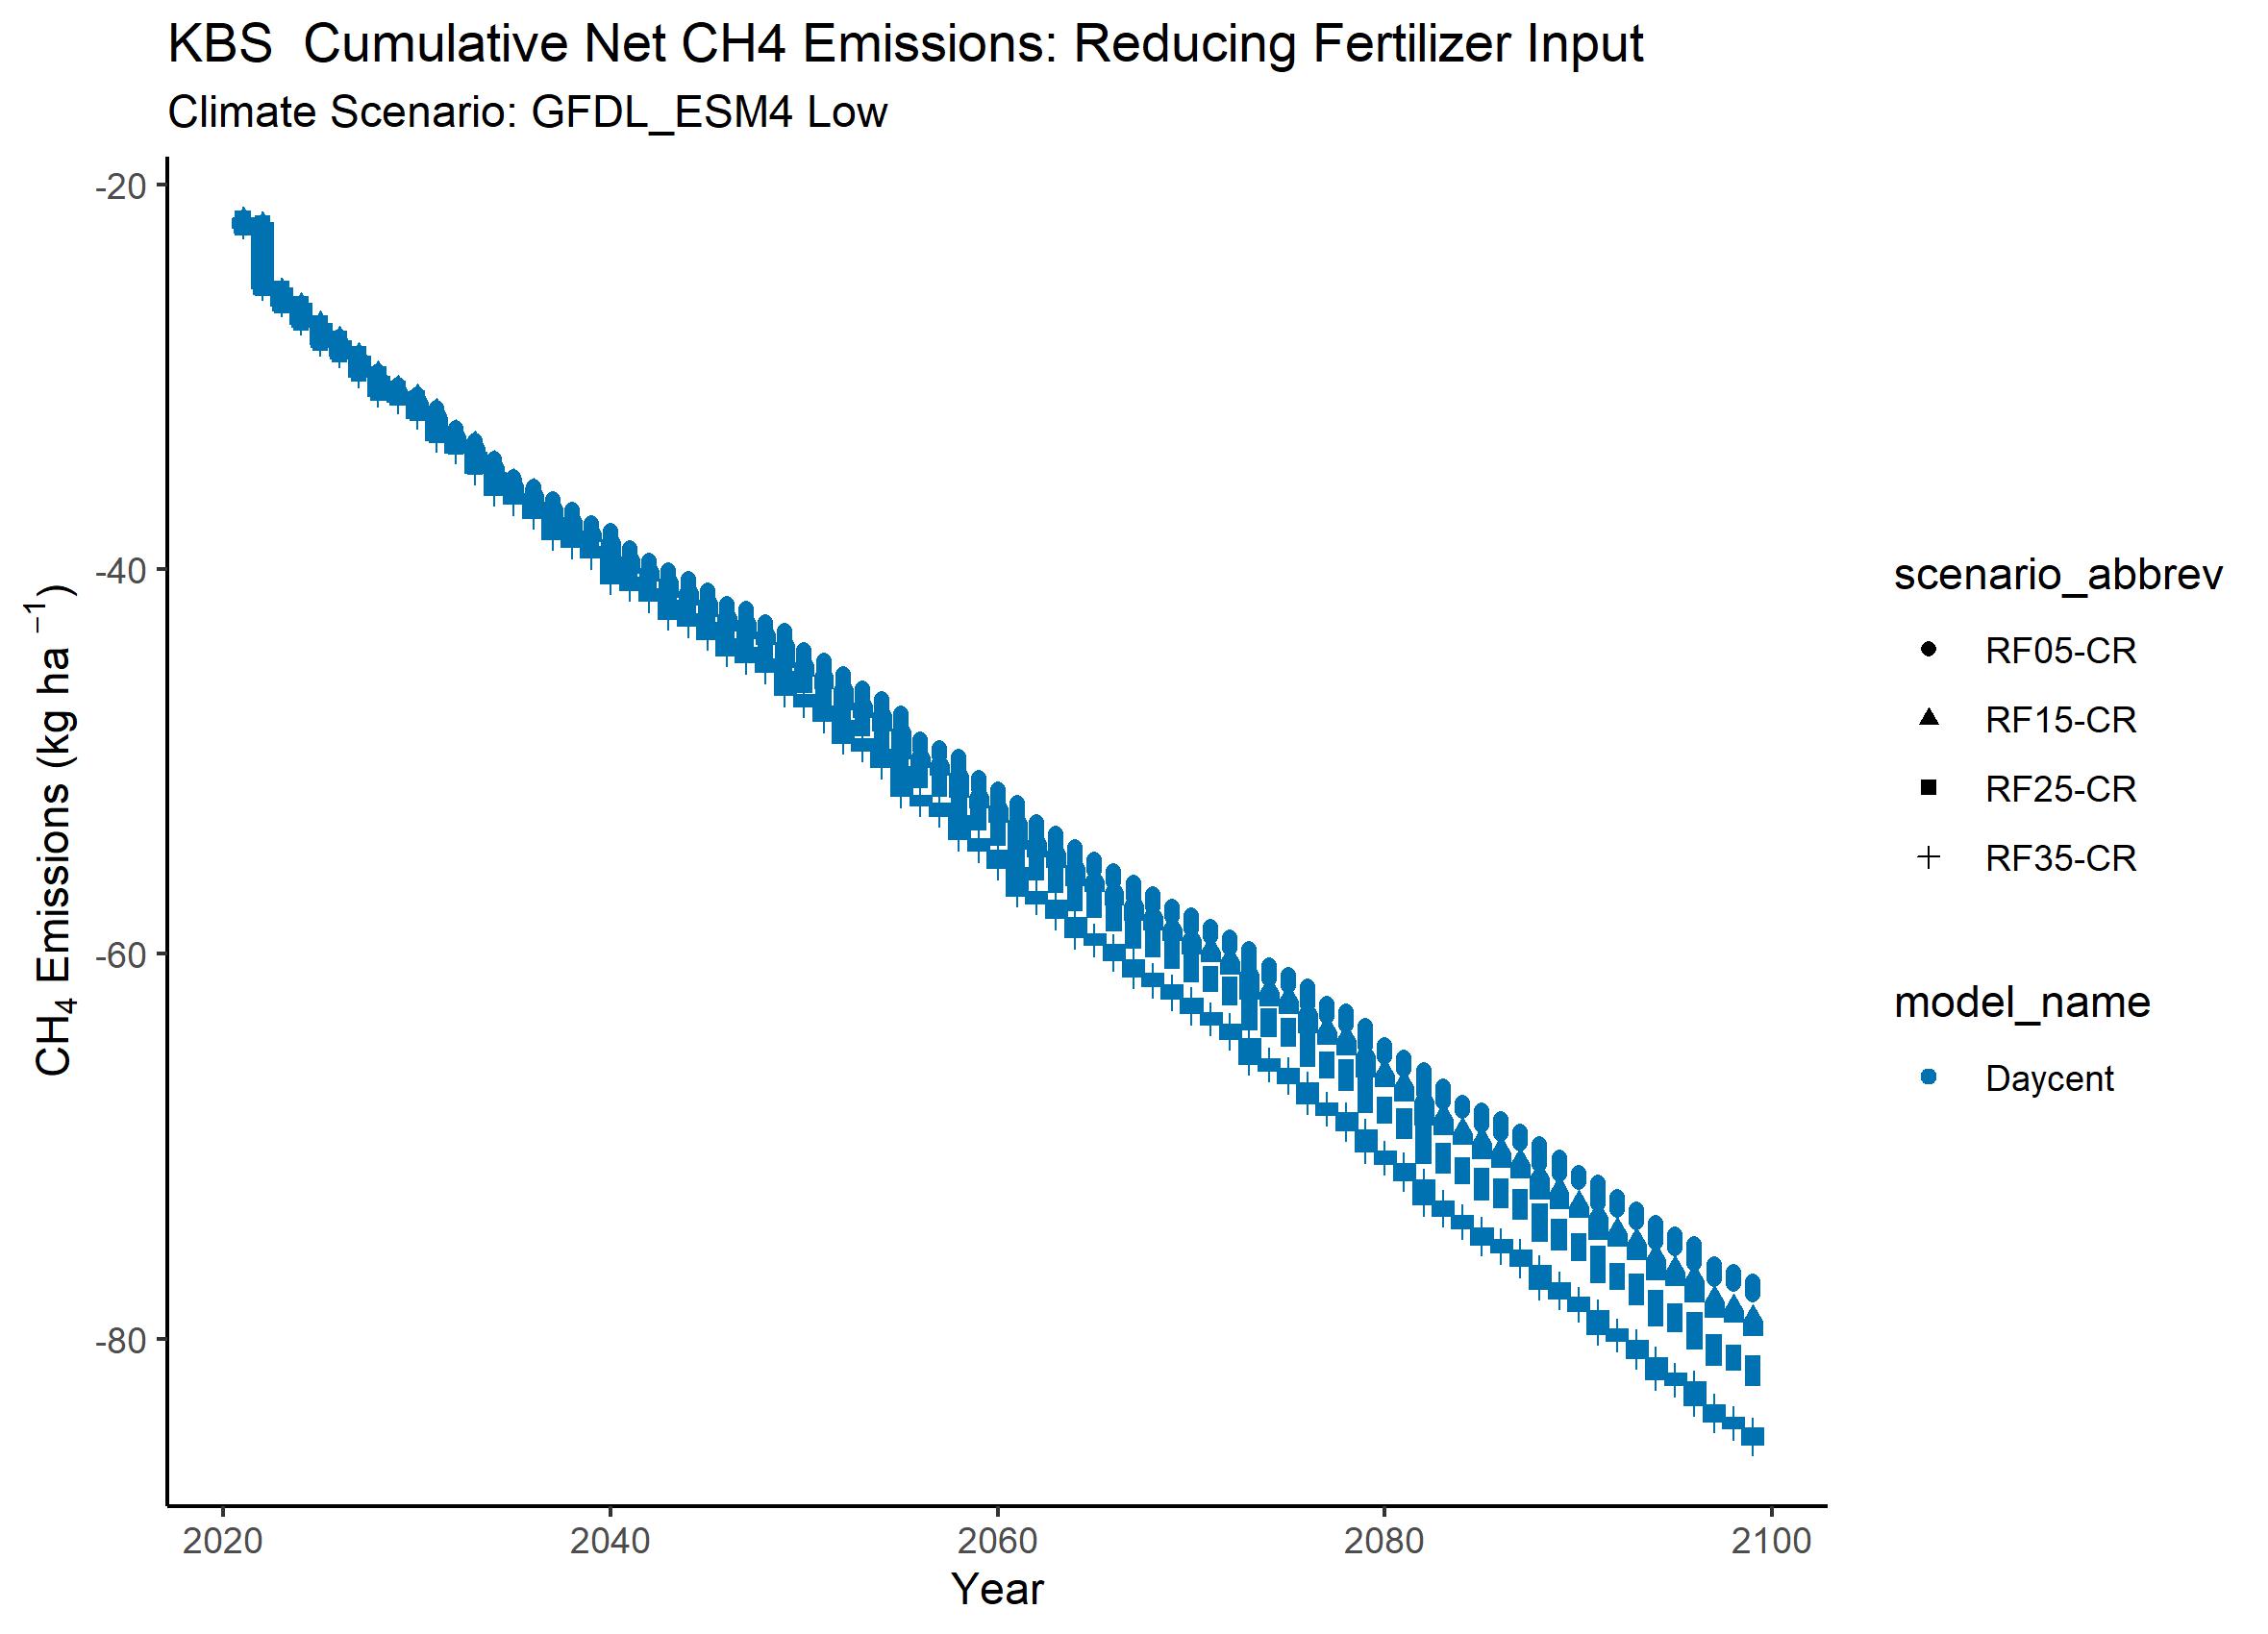 KBS  Cumulative Net CH4 Emissions: Reducing Fertilizer Input
Climate Scenario: GFDL_ESM4 Low
-20
-40
-60
-80
CH₄ Emissions (kg ha ⁻¹)
2020
2040
2060
2080
2100
Year
scenario_abbrev
RF05-CR
RF15-CR
RF25-CR
RF35-CR
model_name
Daycent